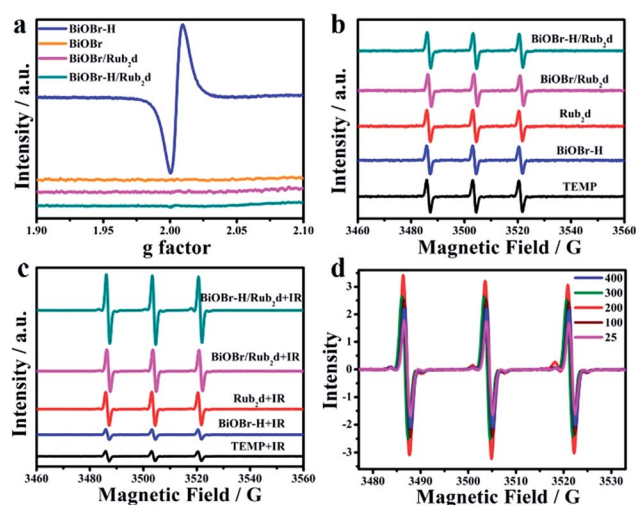 a
BiOBr-H
BiOBr
BiOBr/Rub2d
BiOBr-H/Rub2d
Intensity / a.u.
1.90 1.95 2.00 2.05 2.10
g factor
b
BiOBr-H/Rub2d
BiOBr/Rub2d
Rub2d
BiOBr-H
TEMP
Intensity / a.u.
3460 3480 3500 3520 3540 3560
Magnetic Field / G
c
BiOBr-H/Rub2d+IR
BiOBr/Rub2d+IR
Rub2d+IR
BiOBr-H+IR
TEMP+IR
Intensity / a.u.
3460 3480 3500 3520 3540 3560
Magnetic Field / G
d
400
300
200
100
25
Intensity
3
2
1
0
-1
-2
-3
3480 3490 3500 3510 3520 3530
Magnetic Field / G